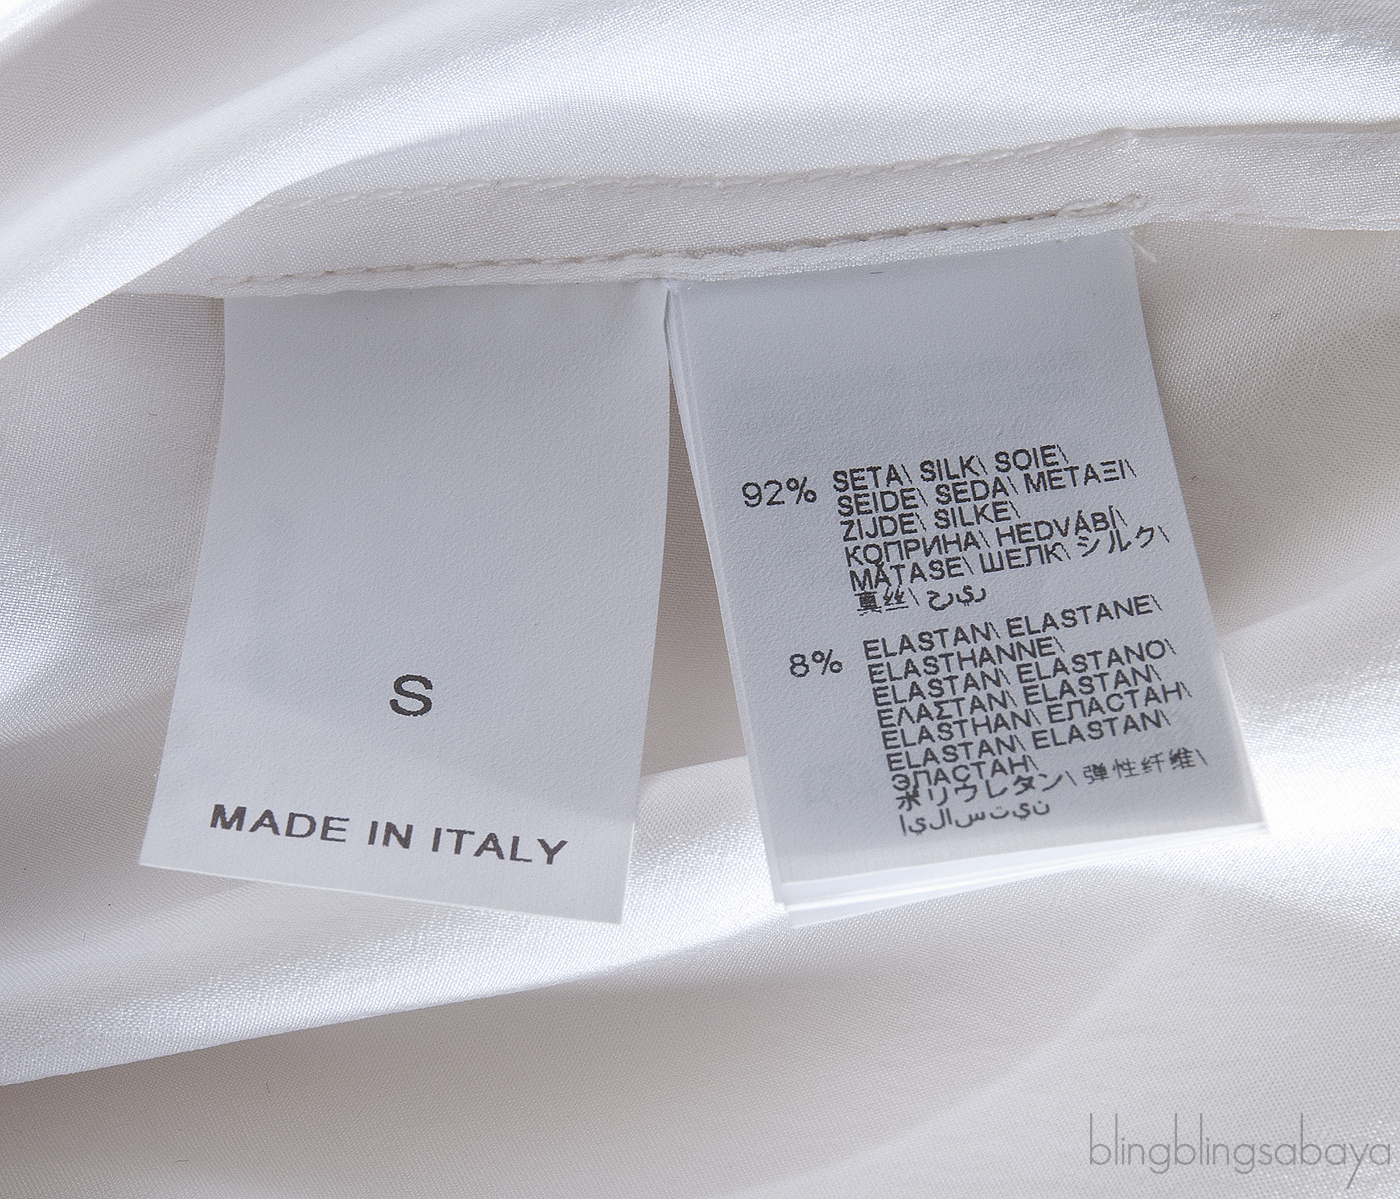 S
MADE IN ITALY
92% SETA\ SILK\ SOIE\
SEIDE\ SEDA\ ΜΕΤΑΞΙ\
ZIJDE\ SILKE\
КОПРИНА\ HEDVÁBÍ\
MĂTASE\ ШЕЛК\ シルク\
真丝\ حرير
8% ELASTAN\ ELASTANE\
ELASTHANNE\
ELASTAN\ ELASTANO\
ΕΛΑΣΤΑΝ\ ELASTAN\
ELASTHAN\ ЕЛАСТАН\
ELASTAN\ ELASTAN\
ЭЛАСТАН\
ポリウレタン\ 弹性纤维\
إيلاستين
blingblingsabaya